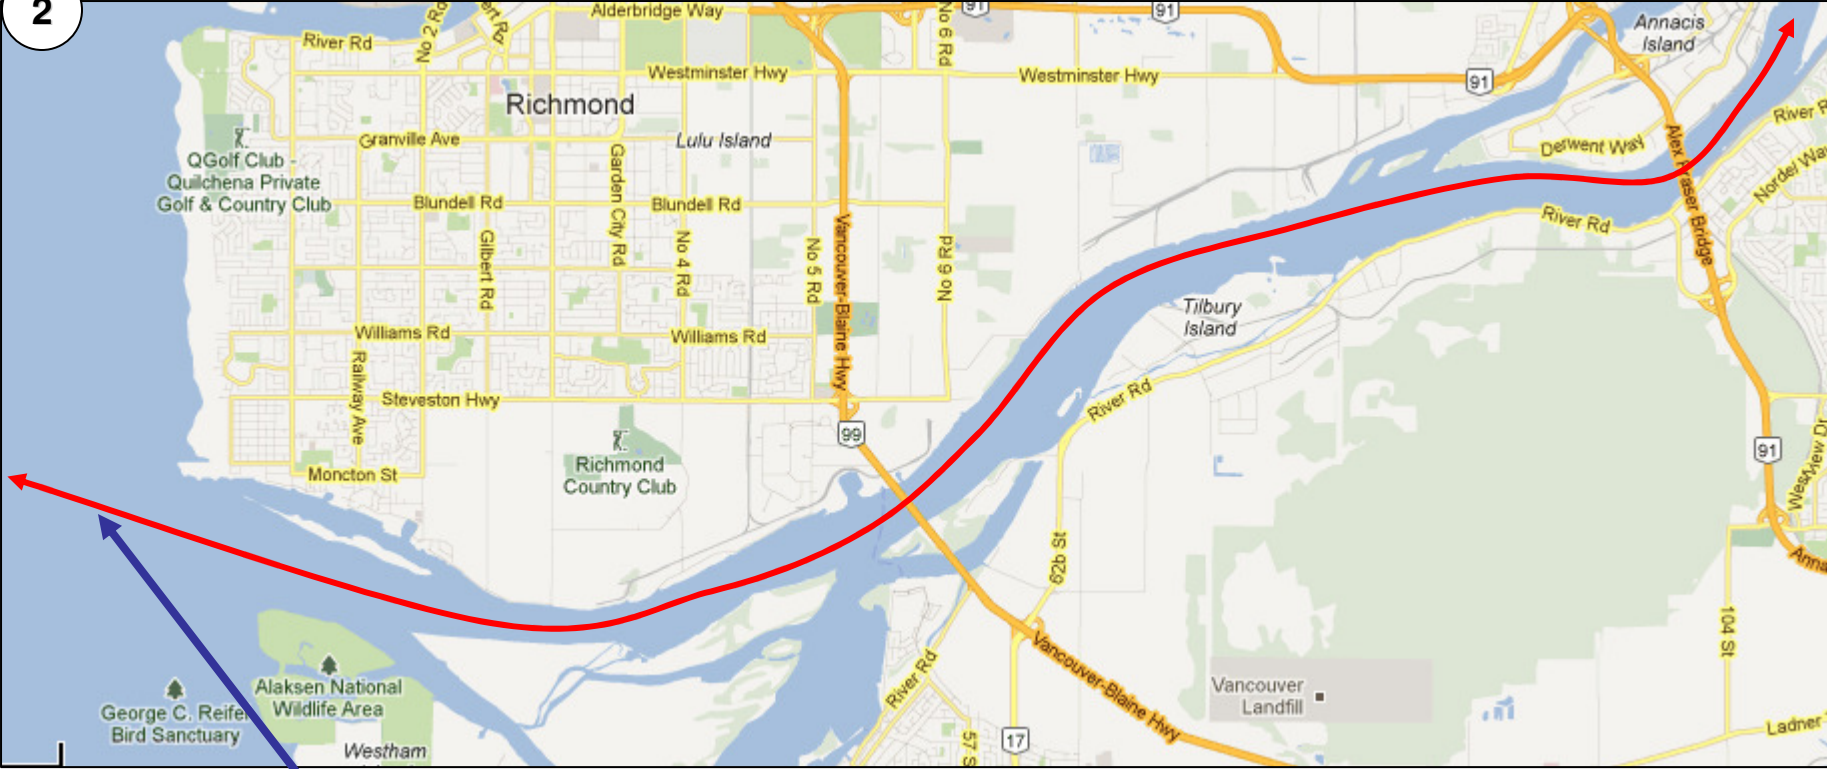 2
No 2 Rd
Alderbridge Way
91
91
No 6 Rd
Annacis
Island
River Rd
Westminster Hwy
Westminster Hwy
91
Richmond
River R
Granville Ave
Lulu Island
Derwent Way
Alex Fraser Bridge
QGolf Club -
Quilchena Private
Golf & Country Club
Garden City Rd
Nordel Way
Blundell Rd
Blundell Rd
Vancouver-Blaine Hwy
River Rd
Gilbert Rd
No 4 Rd
No 5 Rd
No 6 Rd
Tilbury
Island
Williams Rd
Williams Rd
Railway Ave
Steveston Hwy
River Rd
99
91
Richmond
Country Club
Moncton St
62b St
104 St
Vancouver-Blaine Hwy
River Rd
Vancouver
Landfill
Alaksen National
Wildlife Area
George C. Reifel
Bird Sanctuary
Westham
57 S
17
Ladner